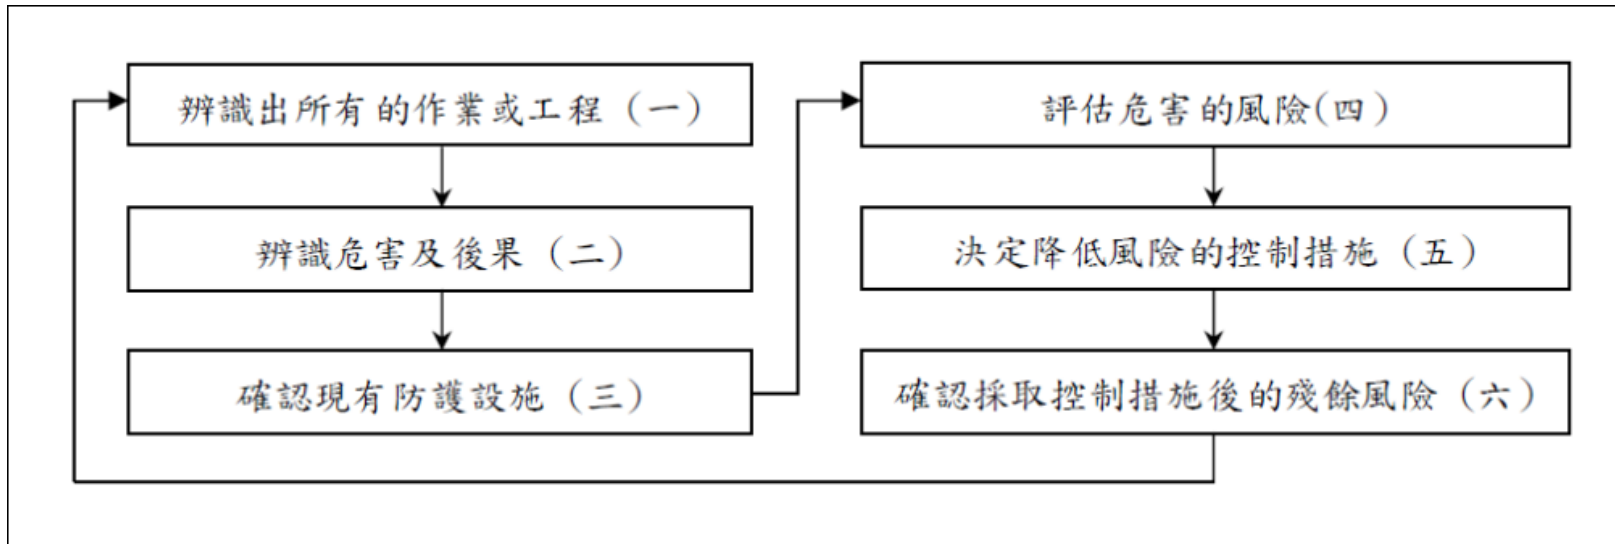 辨識出所有的作業或工程（一）
辨識危害及後果（二）
確認現有防護設施（三）
評估危害的風險(四）
決定降低風險的控制措施（五）
確認採取控制措施後的殘餘風險（六）